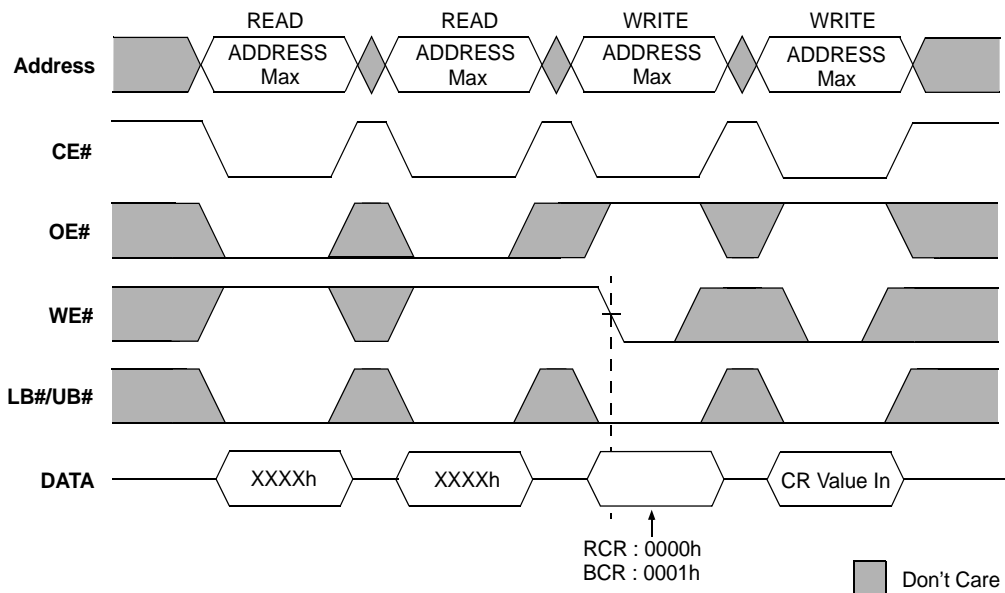 READ READ WRITE WRITE
Address ADDRESS ADDRESS ADDRESS ADDRESS
Max Max Max Max
CE#
OE#
WE#
LB#/UB#
DATA XXXXh XXXXh CR Value In
RCR : 0000h
BCR : 0001h
Don't Care